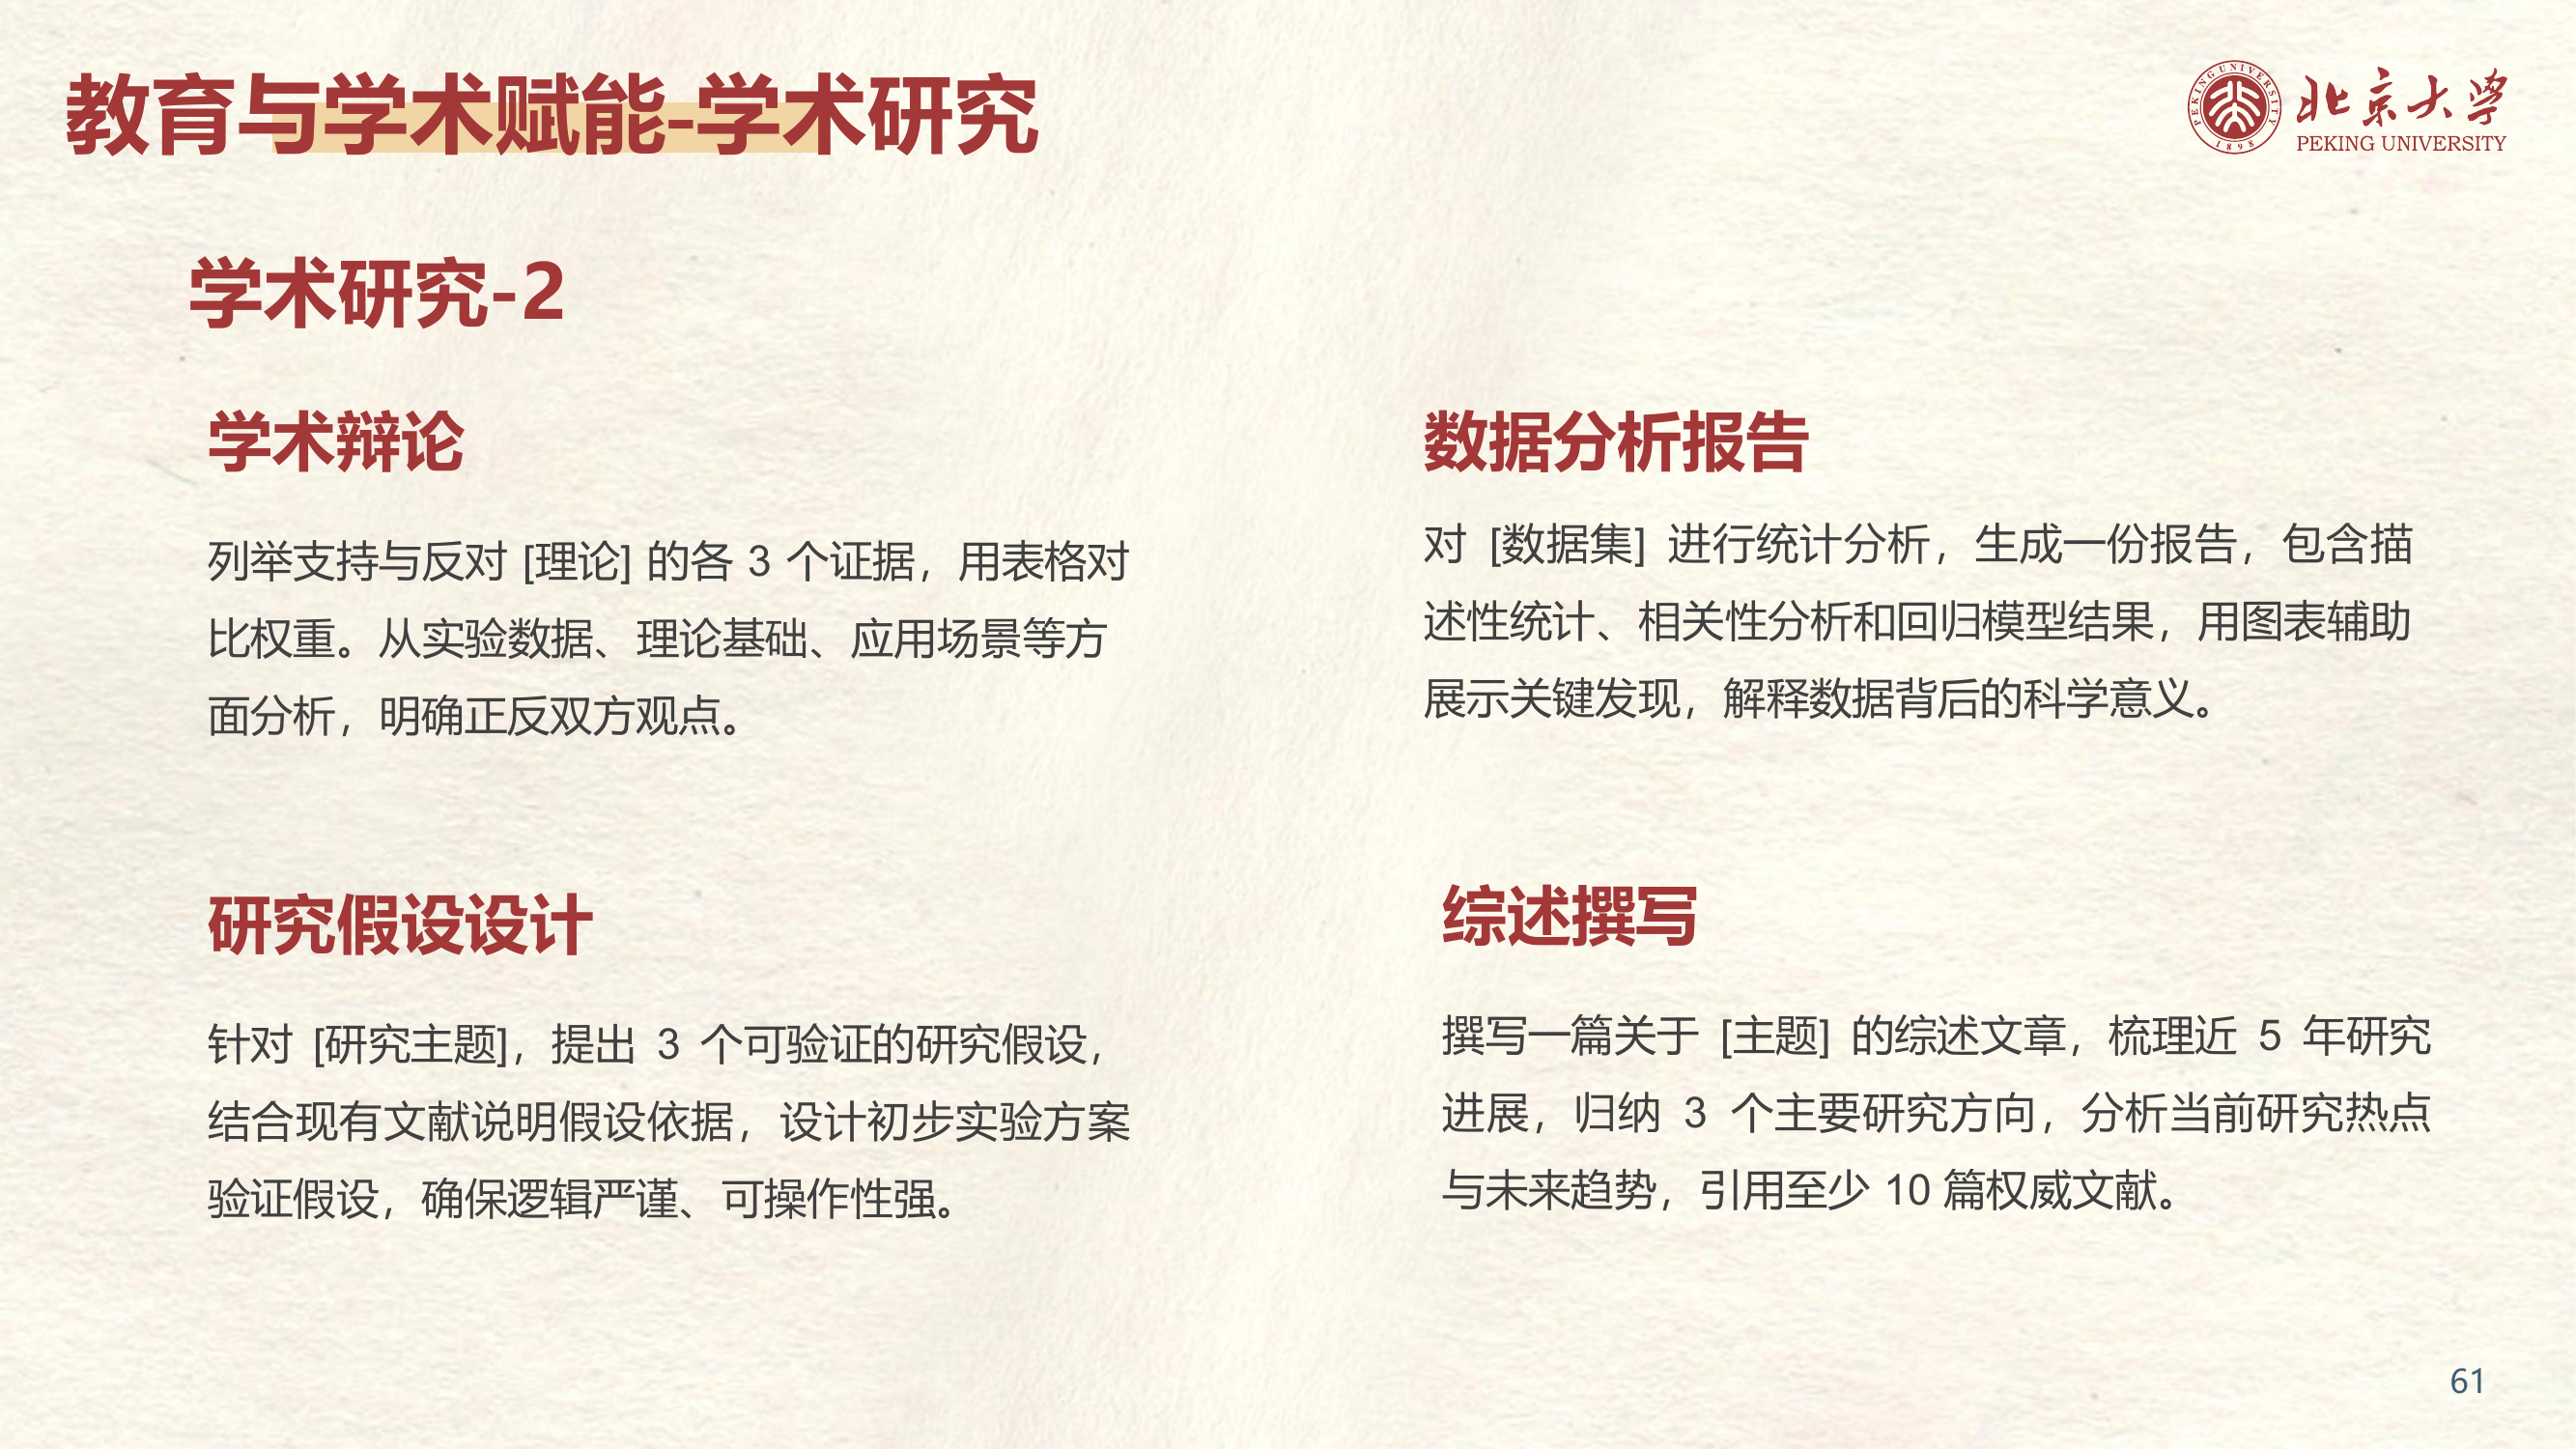 教育与学术赋能-学术研究
PEKING UNIVERSITY
1898
北京大学
PEKING UNIVERSITY
学术研究-2
学术辩论
列举支持与反对 [理论] 的各 3 个证据，用表格对
比权重。从实验数据、理论基础、应用场景等方
面分析，明确正反双方观点。
数据分析报告
对 [数据集] 进行统计分析，生成一份报告，包含描
述性统计、相关性分析和回归模型结果，用图表辅助
展示关键发现，解释数据背后的科学意义。
研究假设设计
针对 [研究主题]，提出 3 个可验证的研究假设，
结合现有文献说明假设依据，设计初步实验方案
验证假设，确保逻辑严谨、可操作性强。
综述撰写
撰写一篇关于 [主题] 的综述文章，梳理近 5 年研究
进展，归纳 3 个主要研究方向，分析当前研究热点
与未来趋势，引用至少 10 篇权威文献。
61